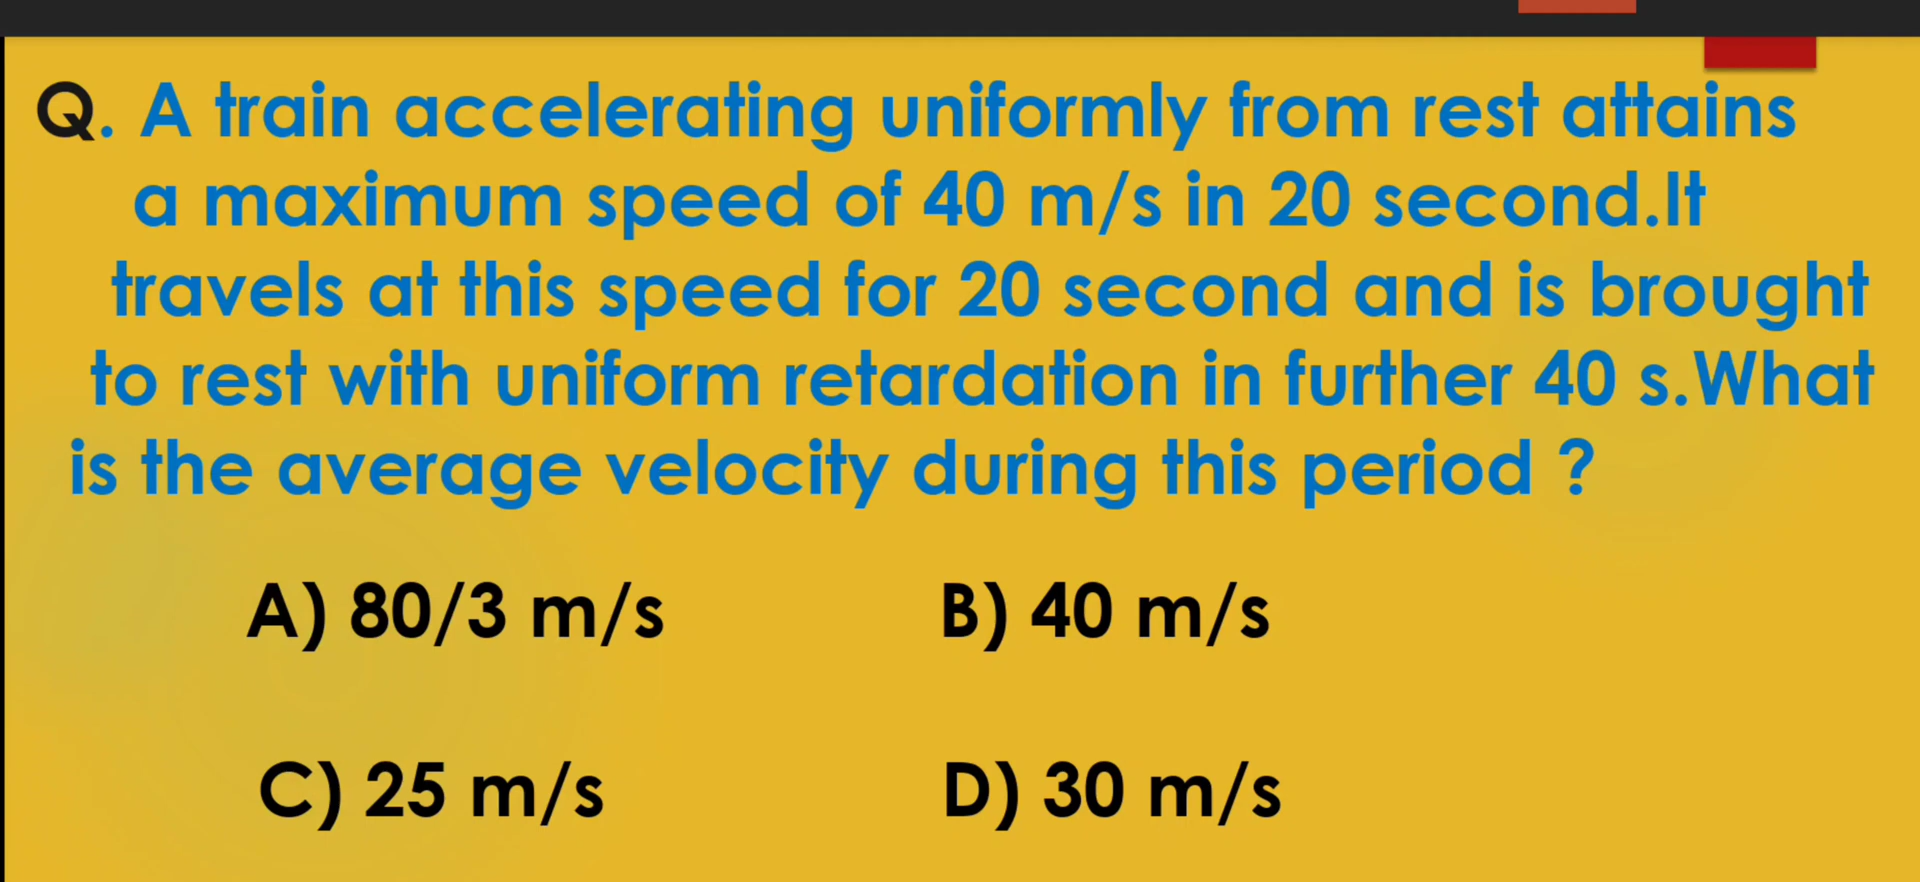 Q. A train accelerating uniformly from rest attains
a maximum speed of 40 m/s in 20 second.It
travels at this speed for 20 second and is brought
to rest with uniform retardation in further 40 s.What
is the average velocity during this period ?
A) 80/3 m/s B) 40 m/s
C) 25 m/s D) 30 m/s